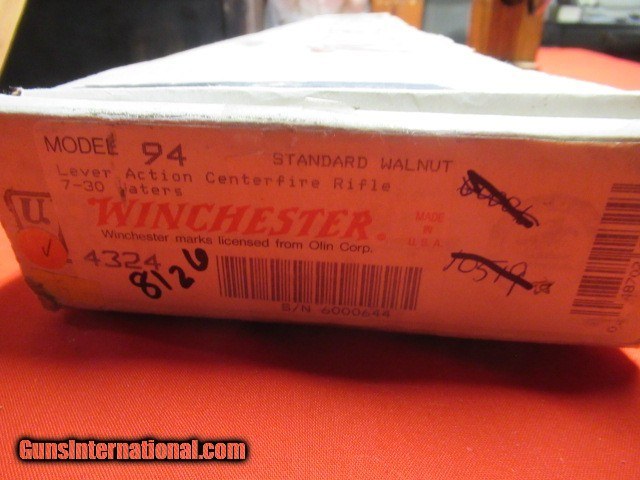 MODEL 94 STANDARD WALNUT
Lever Action Centerfire Rifle
7-30 Waters
WINCHESTER®
MADE
IN
U.S.A.
Winchester marks licensed from Olin Corp.
U
4324
8126
10579
S/N 6000644
GunsInternational.com